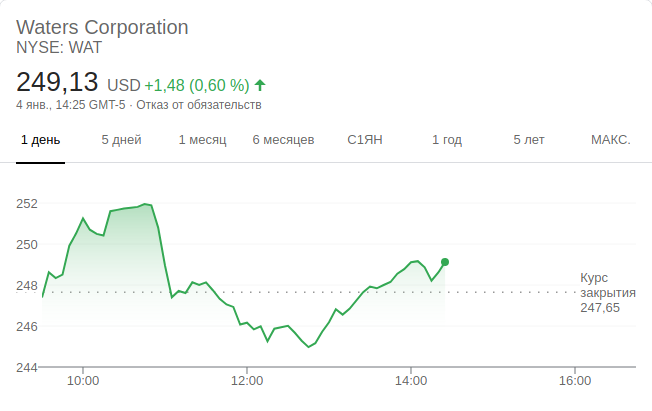 Waters Corporation
NYSE: WAT
249,13 USD +1,48 (0,60 %)
4 янв., 14:25 GMT-5 · Отказ от обязательств
1 день 5 дней 1 месяц 6 месяцев С1ЯН 1 год 5 лет МАКС.
252
250
248
246
244
Курс
закрытия
247,65
10:00 12:00 14:00 16:00